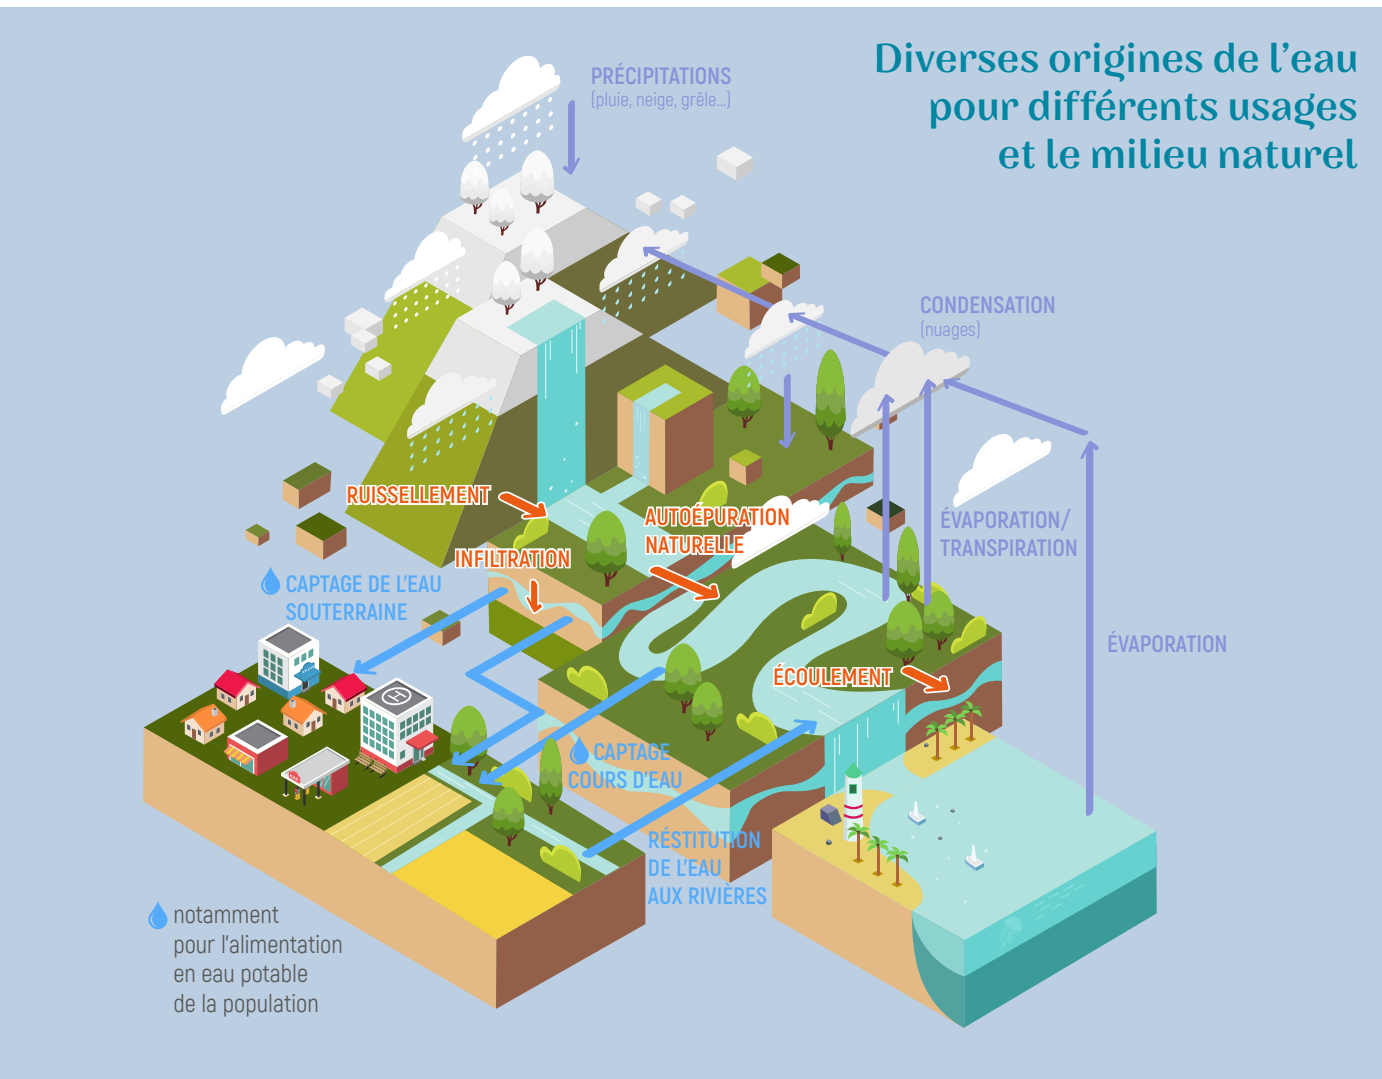 Diverses origines de l'eau
pour différents usages
et le milieu naturel
PRÉCIPITATIONS
(pluie, neige, grêle...)
CONDENSATION
(nuages)
RUISSELLEMENT
AUTOÉPURATION
NATURELLE
ÉVAPORATION/
TRANSPIRATION
INFILTRATION
CAPTAGE DE L'EAU
SOUTERRAINE
ÉVAPORATION
ÉCOULEMENT
H
CAPTAGE
COURS D'EAU
RÉSTITUTION
DE L'EAU
AUX RIVIÈRES
notamment
pour l'alimentation
en eau potable
de la population